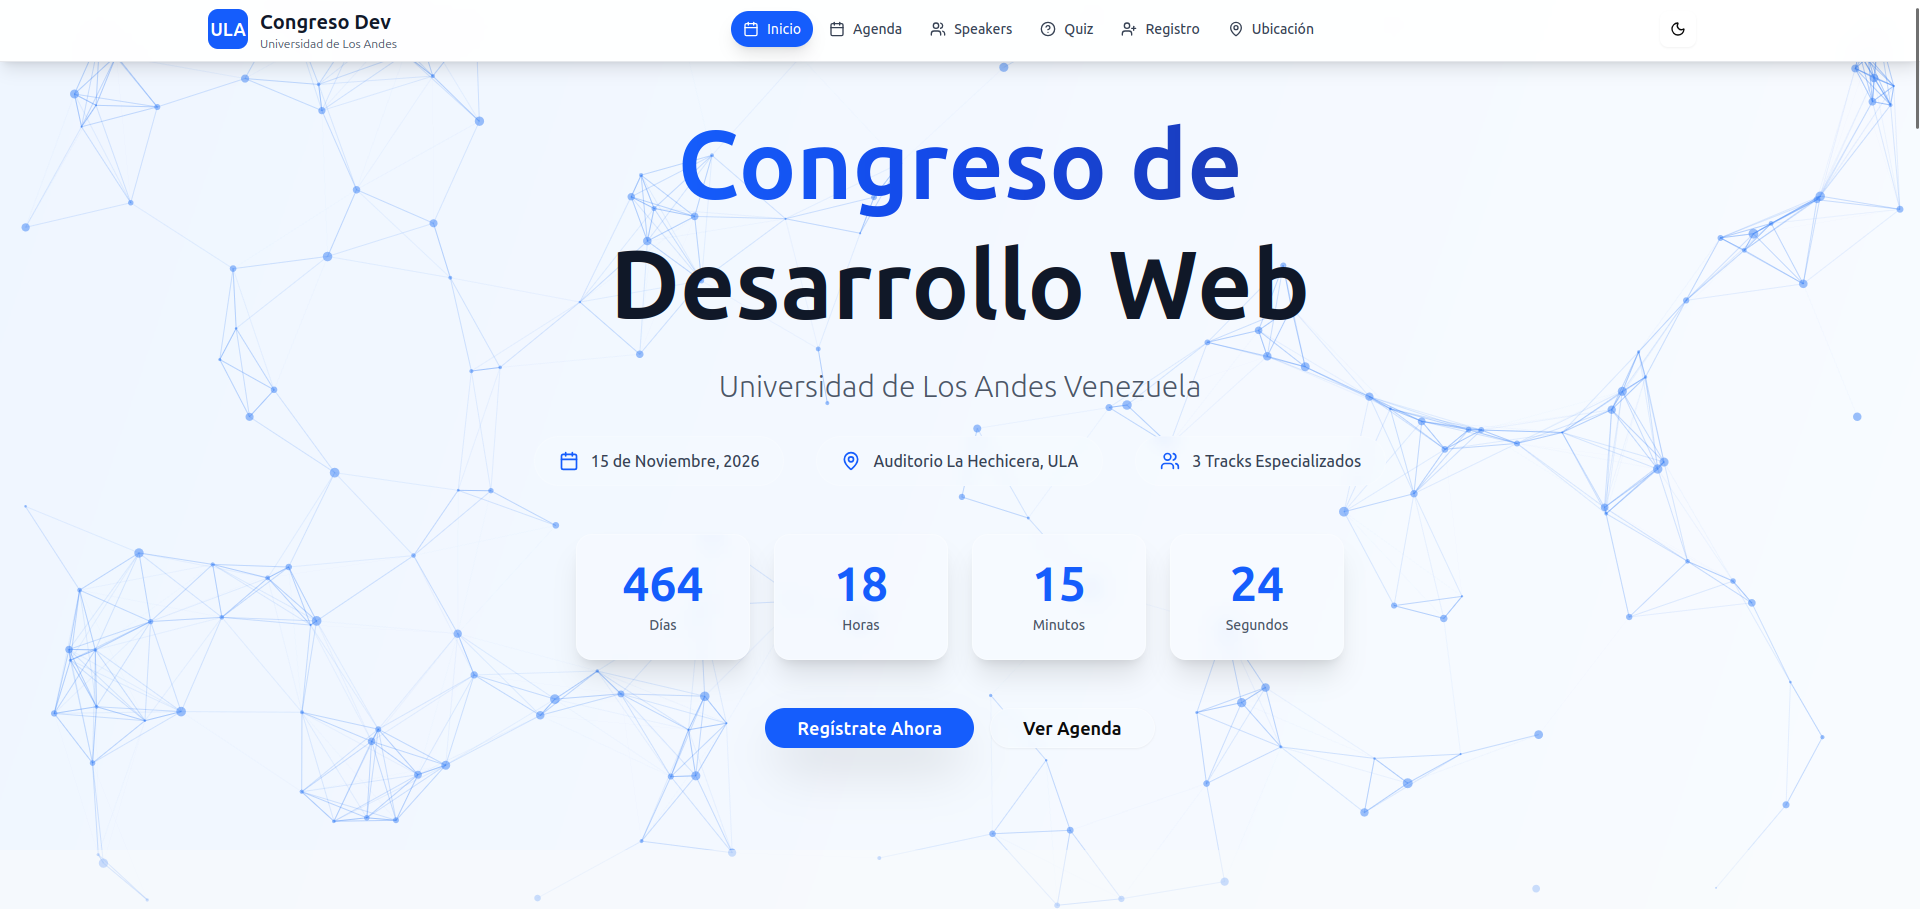 ULA
Congreso Dev
Universidad de Los Andes
Inicio
Agenda
Speakers
Quiz
Registro
Ubicación
Congreso de
Desarrollo Web
Universidad de Los Andes Venezuela
15 de Noviembre, 2026
Auditorio La Hechicera, ULA
3 Tracks Especializados
464
Días
18
Horas
15
Minutos
24
Segundos
Regístrate Ahora
Ver Agenda